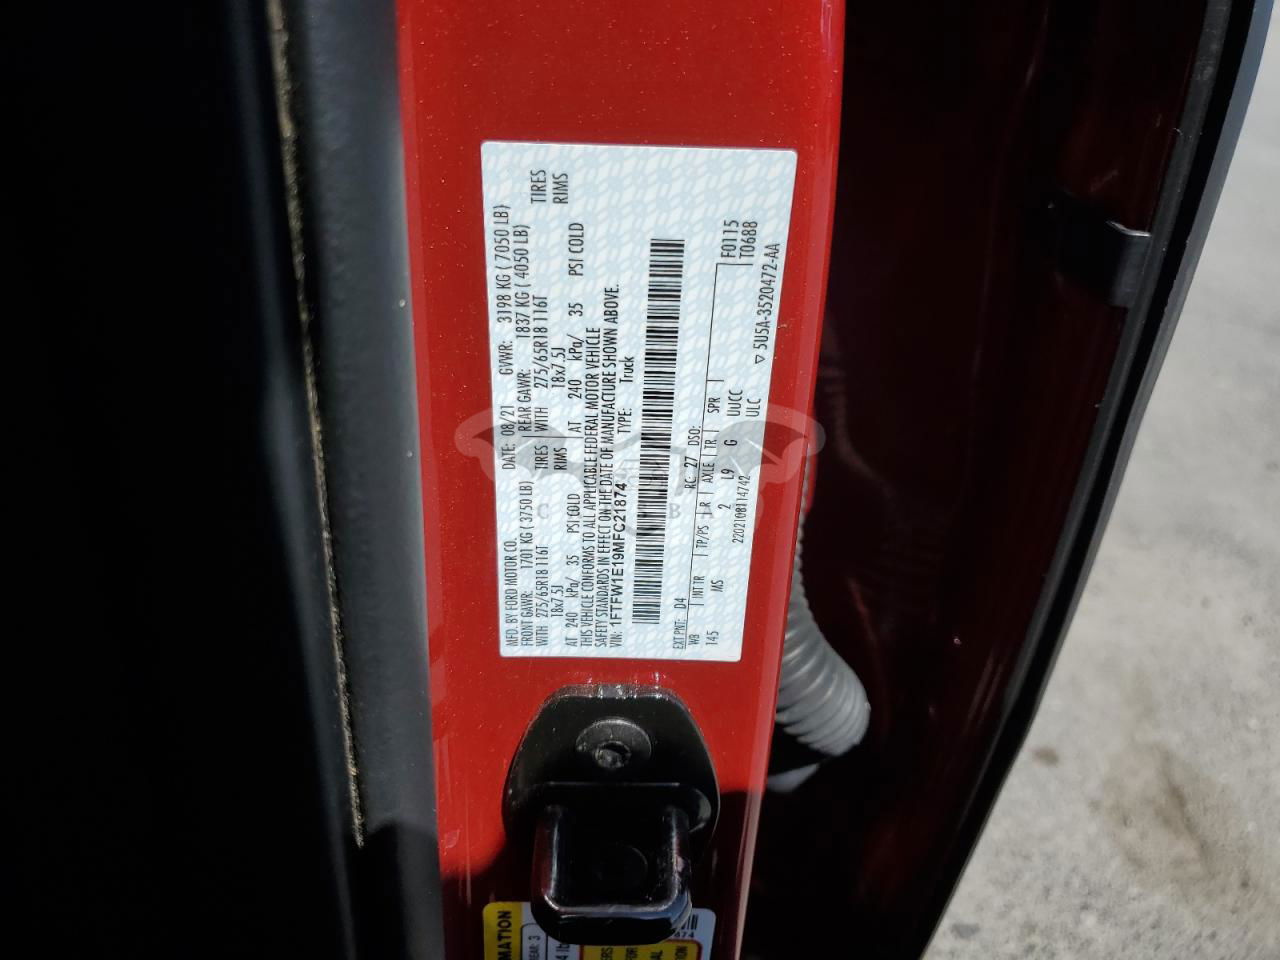 MFD. BY FORD MOTOR CO.
DATE: 08/21 GVWR: 3198 KG ( 7050 LB)
FRONT GAWR: 1701 KG ( 3750 LB) REAR GAWR: 1837 KG ( 4050 LB)
WITH 275/65R18 116T TIRES WITH 275/65R18 116T TIRES
18x7.5J RIMS 18x7.5J RIMS
AT 240 kPa/ 35 PSI COLD AT 240 kPa/ 35 PSI COLD
THIS VEHICLE CONFORMS TO ALL APPLICABLE FEDERAL MOTOR VEHICLE
SAFETY STANDARDS IN EFFECT ON THE DATE OF MANUFACTURE SHOWN ABOVE.
VIN: 1FTFW1E19MFC21874 TYPE: Truck
EXT PNT: D4 RC: 27 DSO: F0115
WB INT TR TP/PS R AXLE TR SPR T0688
145 MS 2 L9 G UUCC
2202108114742 ULC ▽ 5U5A-3520472-AA
MATION
REAR: 3